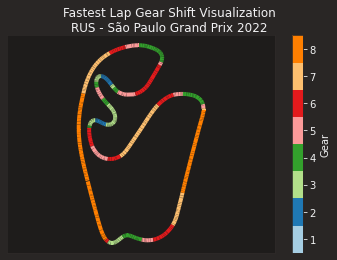 Fastest Lap Gear Shift Visualization
RUS - São Paulo Grand Prix 2022
8
7
6
5
4
3
2
1
Gear